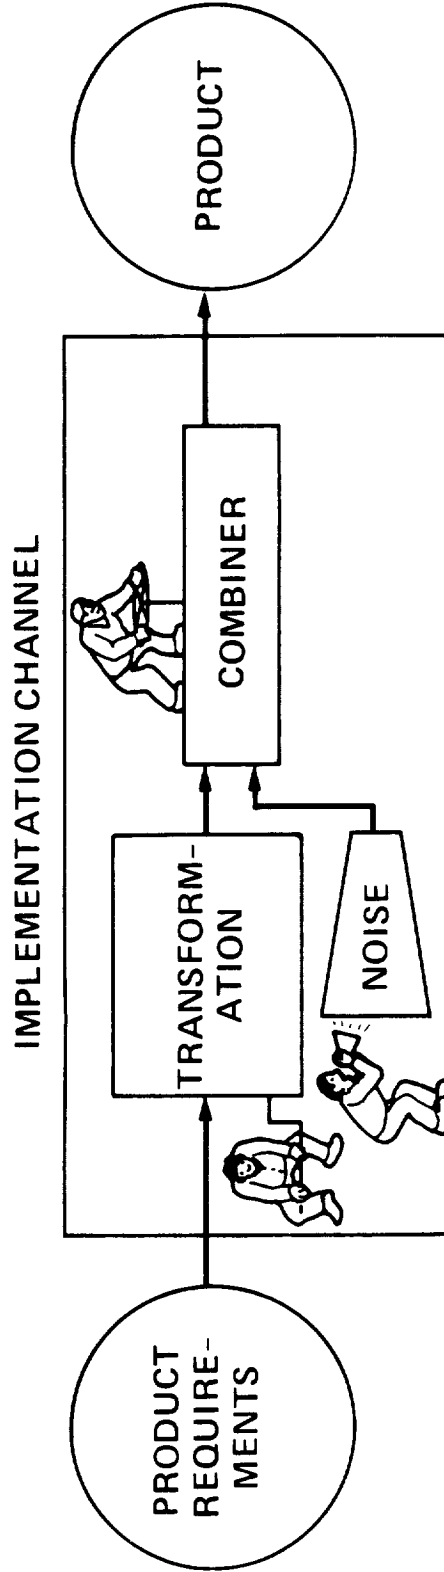 IMPLEMENTATION CHANNEL
PRODUCT
REQUIRE-
MENTS
TRANSFORM-
ATION
NOISE
COMBINER
PRODUCT